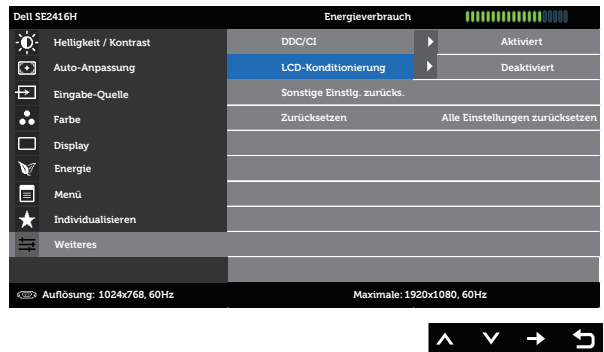 Dell SE2416H Energieverbrauch
Helligkeit / Kontrast DDC/CI Aktiviert
Auto-Anpassung LCD-Konditionierung Deaktiviert
Eingabe-Quelle Sonstige Einstlg. zurücks.
Farbe Zurücksetzen Alle Einstellungen zurücksetzen
Display
Energie
Menü
Individualisieren
Weiteres
Auflösung: 1024x768, 60Hz Maximale: 1920x1080, 60Hz